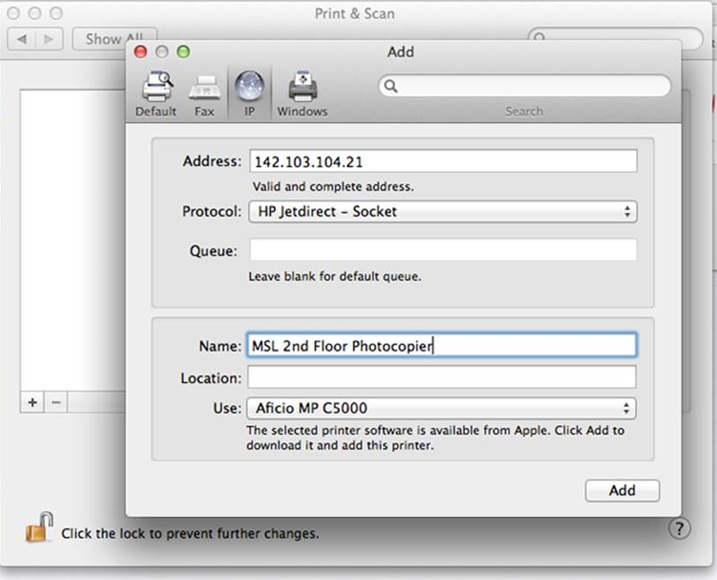 Print & Scan
Show All
Add
Default
Fax
IP
Windows
Search
Address: 142.103.104.21
Valid and complete address.
Protocol: HP Jetdirect – Socket
Queue:
Leave blank for default queue.
Name: MSL 2nd Floor Photocopier
Location:
Use: Aficio MP C5000
The selected printer software is available from Apple. Click Add to
download it and add this printer.
+ −
Add
Click the lock to prevent further changes.
?